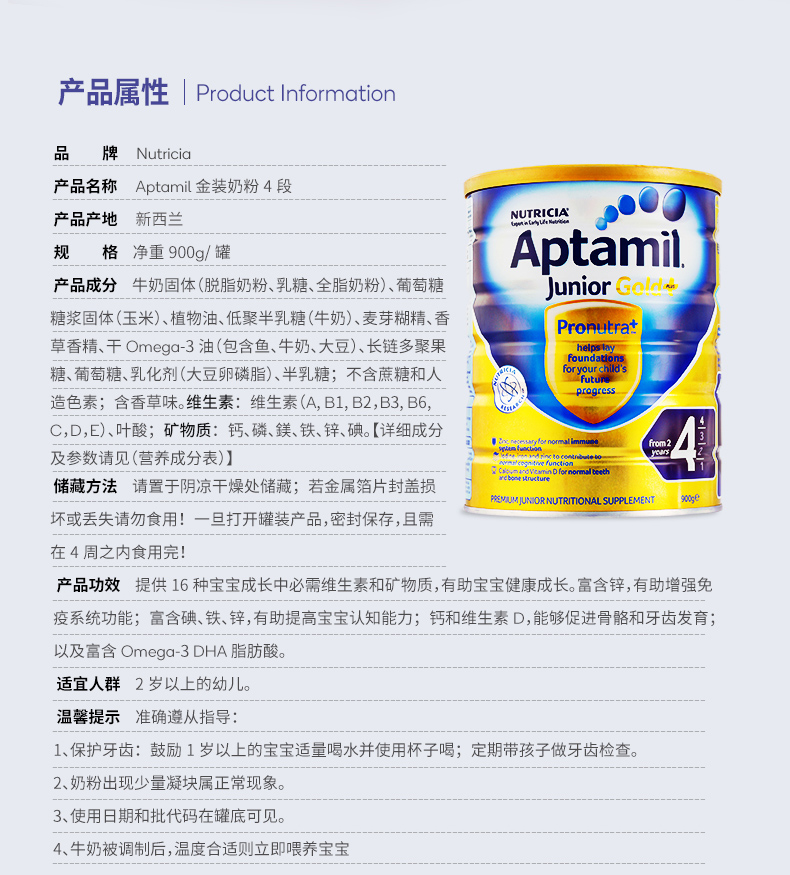 产品属性 | Product Information
品 牌 Nutricia
产品名称 Aptamil 金装奶粉 4 段
产品产地 新西兰
规 格 净重 900g/ 罐
产品成分 牛奶固体（脱脂奶粉、乳糖、全脂奶粉）、葡萄糖
糖浆固体（玉米）、植物油、低聚半乳糖（牛奶）、麦芽糊精、香
草香精、干 Omega-3 油（包含鱼、牛奶、大豆）、长链多聚果
糖、葡萄糖、乳化剂（大豆卵磷脂）、半乳糖；不含蔗糖和人
造色素；含香草味。维生素：维生素（A, B1, B2，B3, B6,
C，D，E）、叶酸；矿物质：钙、磷、鎂、铁、锌、碘。【详细成分
及参数请见（营养成分表）】
储藏方法 请置于阴凉干燥处储藏；若金属箔片封盖损
坏或丢失请勿食用！一旦打开罐装产品，密封保存，且需
在 4 周之内食用完！
产品功效 提供 16 种宝宝成长中必需维生素和矿物质，有助宝宝健康成长。富含锌，有助增强免
疫系统功能；富含碘、铁、锌，有助提高宝宝认知能力；钙和维生素 D，能够促进骨骼和牙齿发育；
以及富含 Omega-3 DHA 脂肪酸。
适宜人群 2 岁以上的幼儿。
温馨提示 准确遵从指导：
1、保护牙齿：鼓励 1 岁以上的宝宝适量喝水并使用杯子喝；定期带孩子做牙齿检查。
2、奶粉出现少量凝块属正常现象。
3、使用日期和批代码在罐底可见。
4、牛奶被调制后，温度合适则立即喂养宝宝
NUTRICIA
Expert in Early Life Nutrition
Aptamil
Junior Gold+ PLUS
Pronutra+
helps lay
foundations
for your child's
future
progress
NUTRICIA RESEARCH
from 2
years
4
4
3
2
1
Zinc necessary for normal immune
system function
Iodine, iron and zinc to contribute to
normal cognitive function
Calcium and Vitamin D for normal teeth
and bone structure
PREMIUM JUNIOR NUTRITIONAL SUPPLEMENT
900g℮